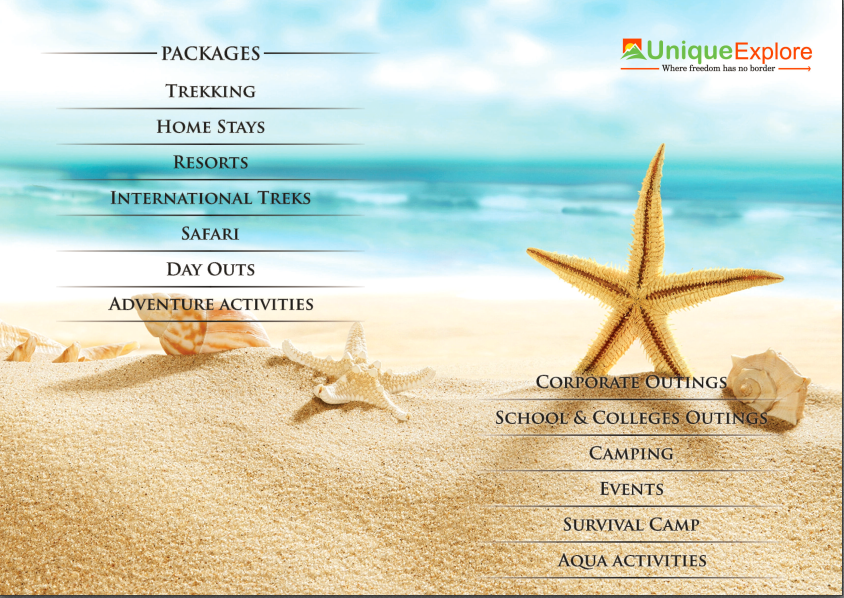 PACKAGES
TREKKING
HOME STAYS
RESORTS
INTERNATIONAL TREKS
SAFARI
DAY OUTS
ADVENTURE ACTIVITIES
UniqueExplore
Where freedom has no border
CORPORATE OUTINGS
SCHOOL & COLLEGES OUTINGS
CAMPING
EVENTS
SURVIVAL CAMP
AQUA ACTIVITIES